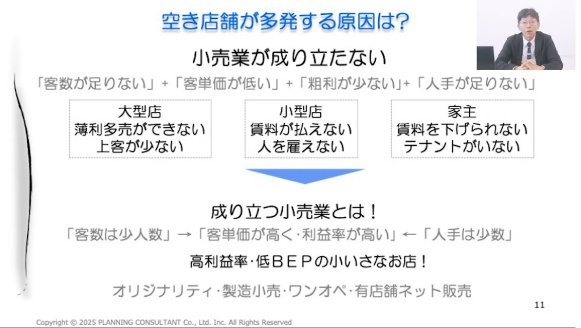 空き店舗が多発する原因は?
小売業が成り立たない
「客数が足りない」+「客単価が低い」+「粗利が少ない」+「人手が足りない」
大型店
薄利多売ができない
上客が少ない
小型店
賃料が払えない
人を雇えない
家主
賃料を下げられない
テナントがいない
成り立つ小売業とは！
「客数は少人数」→「客単価が高く・利益率が高い」←「人手は少数」
高利益率・低ＢＥＰの小いさなお店！
オリジナリティ・製造小売・ワンオペ・有店舗ネット販売
11
Copyright © 2025 PLANNING CONSULTANT Co., Ltd. Inc. All Rights Reserved